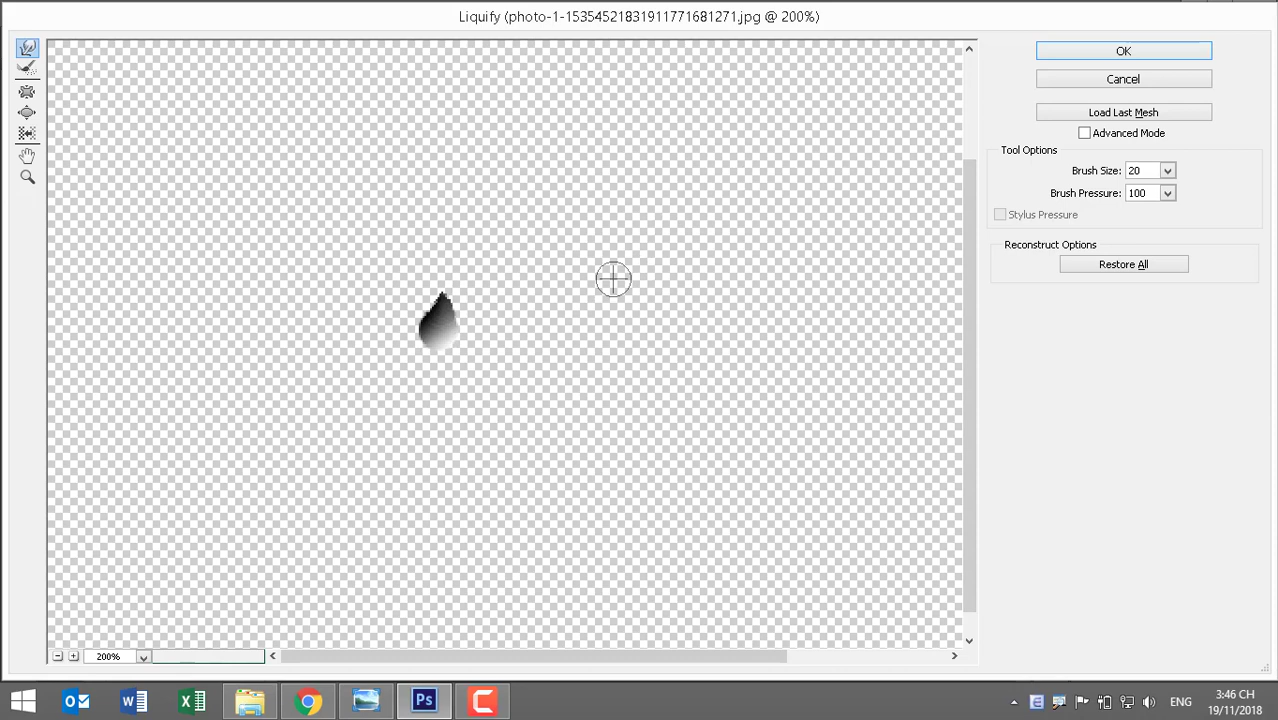 Liquify (photo-1-15354521831911771681271.jpg @ 200%)
OK
Cancel
Load Last Mesh
Advanced Mode
Tool Options
Brush Size: 20
Brush Pressure: 100
Stylus Pressure
Reconstruct Options
Restore All
200%
Ps
ENG
3:46 CH
19/11/2018